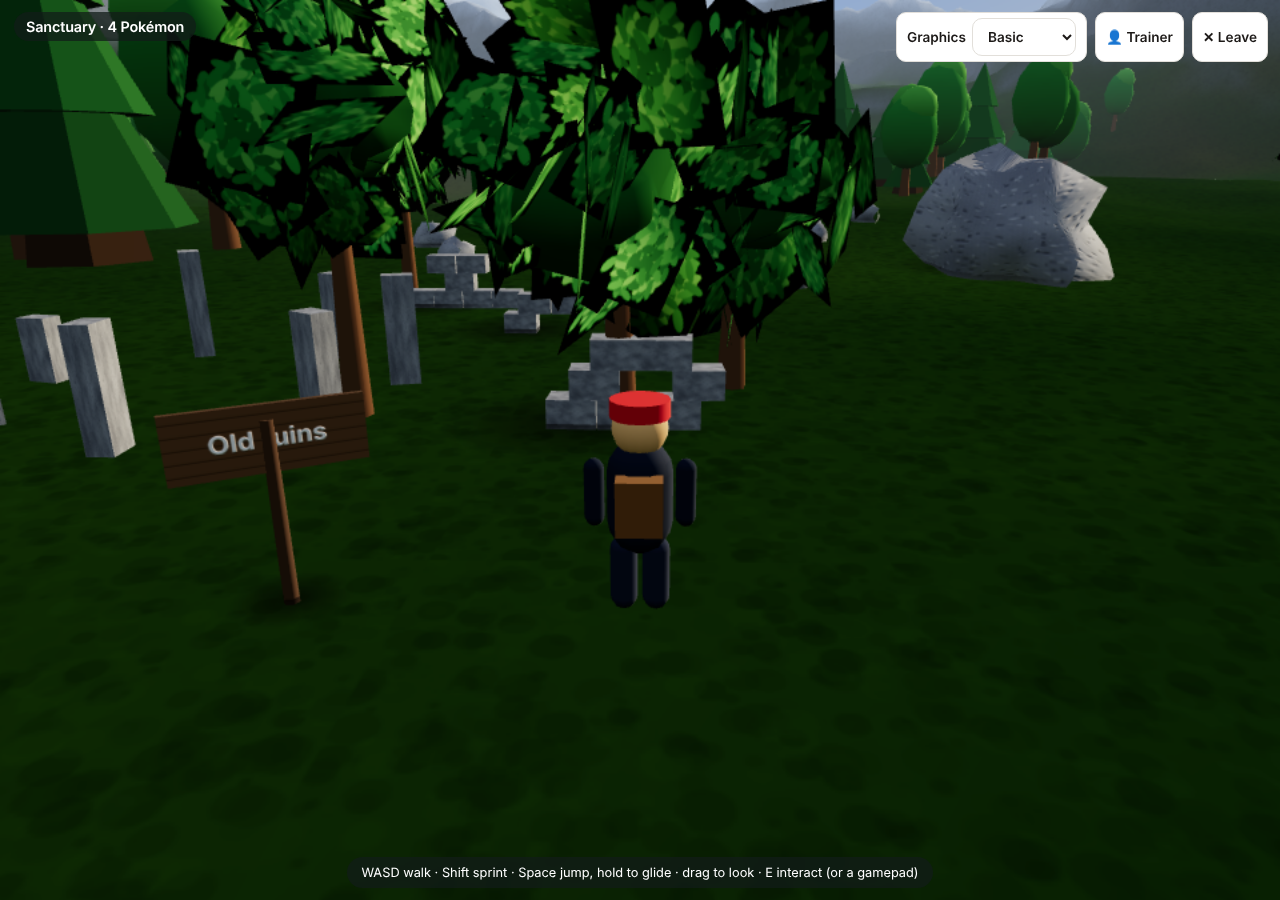 Sanctuary · 4 Pokémon
Graphics
Basic
👤 Trainer
✕ Leave
Old uins
WASD walk · Shift sprint · Space jump, hold to glide · drag to look · E interact (or a gamepad)